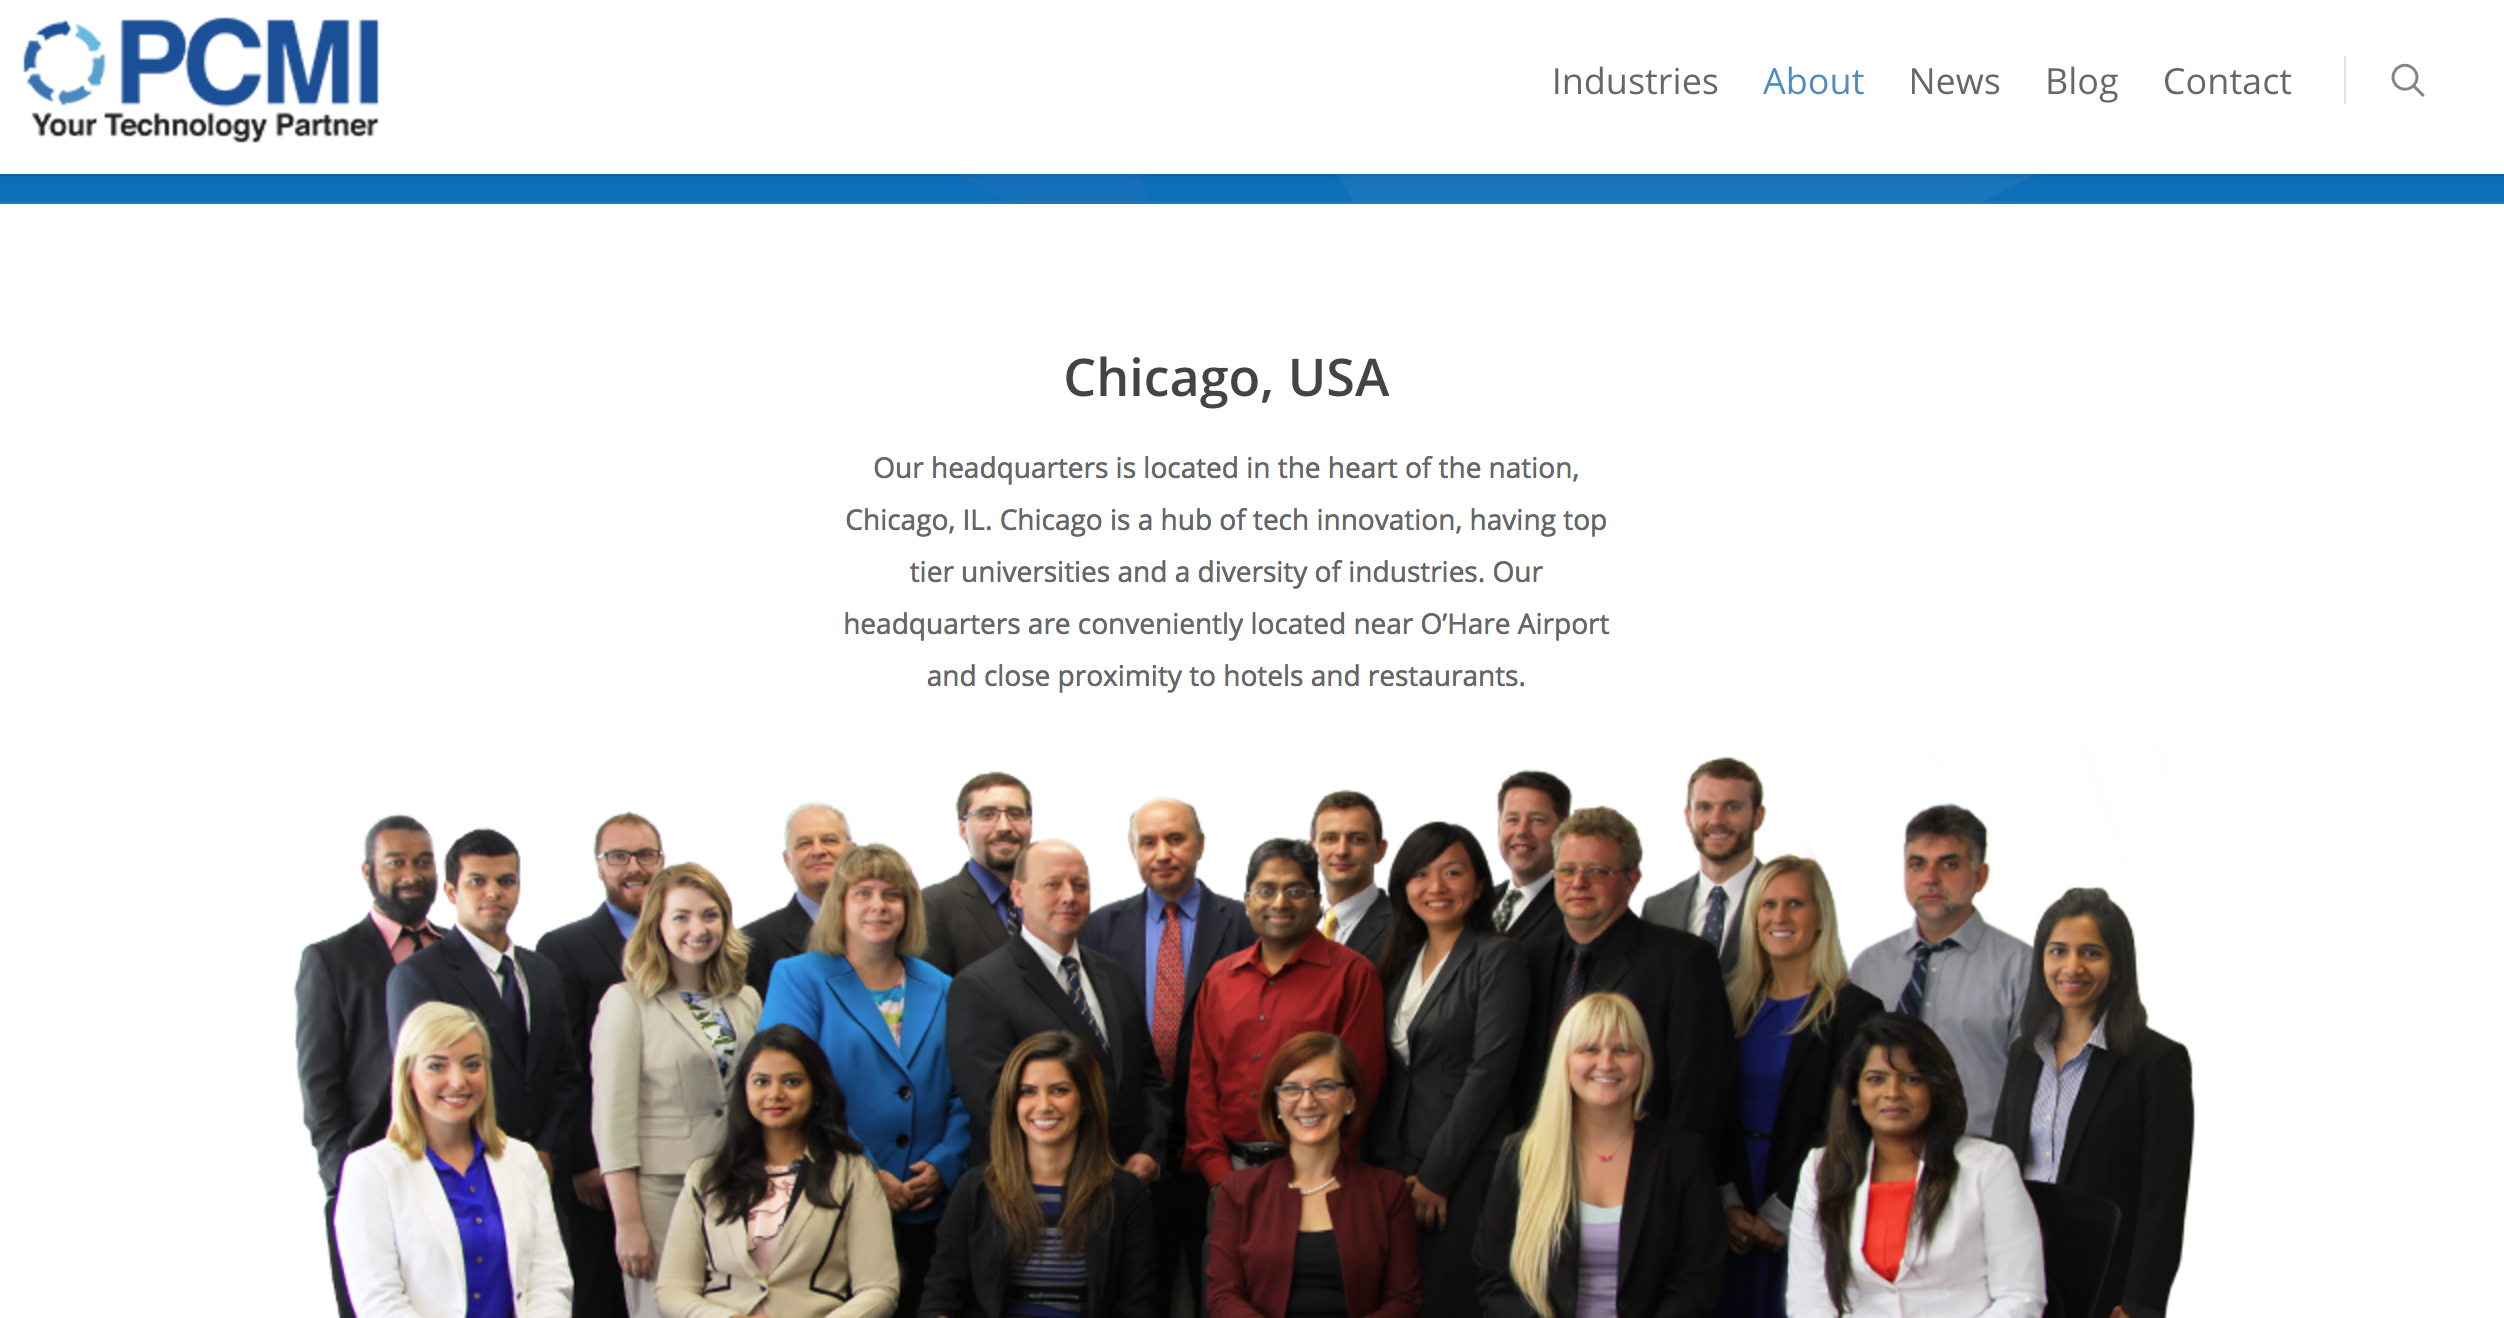 PCMI
Your Technology Partner
Industries About News Blog Contact
Chicago, USA
Our headquarters is located in the heart of the nation,
Chicago, IL. Chicago is a hub of tech innovation, having top
tier universities and a diversity of industries. Our
headquarters are conveniently located near O’Hare Airport
and close proximity to hotels and restaurants.